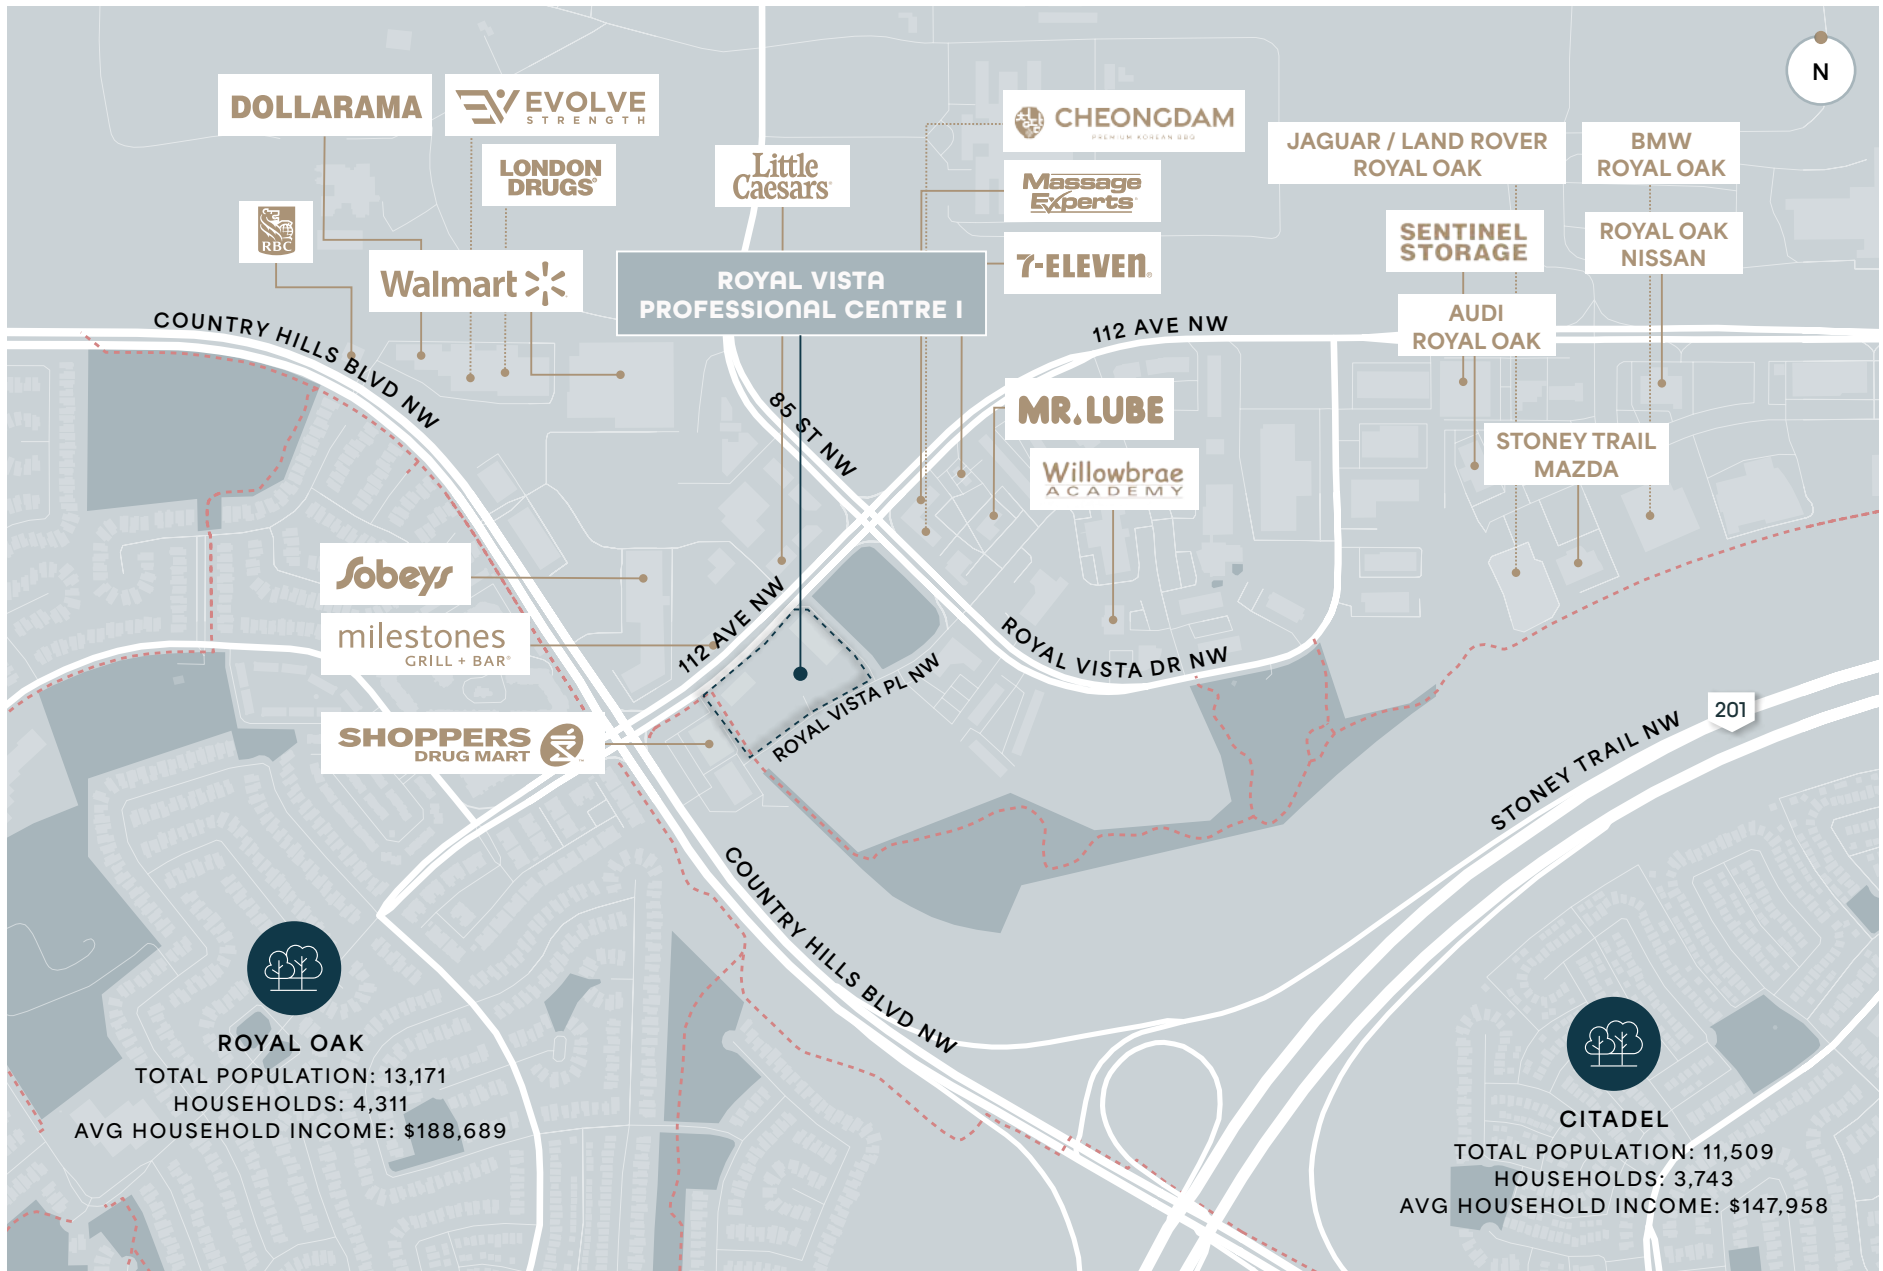 N
DOLLARAMA
EVOLVE
STRENGTH
LONDON
DRUGS
RBC
Walmart
Little
Caesars
CHEONGDAM
PREMIUM KOREAN BBQ
Massage
Experts
7-ELEVEn
JAGUAR / LAND ROVER
ROYAL OAK
BMW
ROYAL OAK
SENTINEL
STORAGE
ROYAL OAK
NISSAN
AUDI
ROYAL OAK
ROYAL VISTA
PROFESSIONAL CENTRE I
COUNTRY HILLS BLVD NW
112 AVE NW
85 ST NW
MR. LUBE
Willowbrae
ACADEMY
STONEY TRAIL
MAZDA
Sobeys
milestones
GRILL + BAR
112 AVE NW
ROYAL VISTA DR NW
ROYAL VISTA PL NW
SHOPPERS
DRUG MART
201
STONEY TRAIL NW
COUNTRY HILLS BLVD NW
ROYAL OAK
TOTAL POPULATION: 13,171
HOUSEHOLDS: 4,311
AVG HOUSEHOLD INCOME: $188,689
CITADEL
TOTAL POPULATION: 11,509
HOUSEHOLDS: 3,743
AVG HOUSEHOLD INCOME: $147,958